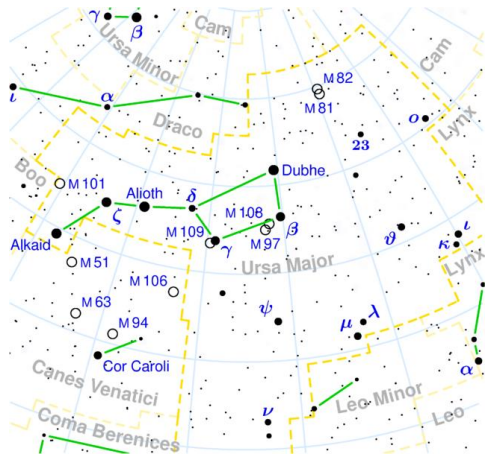 γ
β
Ursa Minor
Cam
M 82
M 81
Cam
ι
α
Draco
23
ο
Lynx
Boo
M 101
Alioth
δ
Dubhe
ζ
M 109
M 108
Alkaid
γ
M 97
β
ϑ
ι
κ
M 51
Ursa Major
Lynx
M 106
M 63
M 94
ψ
λ
μ
Cor Caroli
α
Canes Venatici
Leo Minor
Leo
ν
Coma Berenices